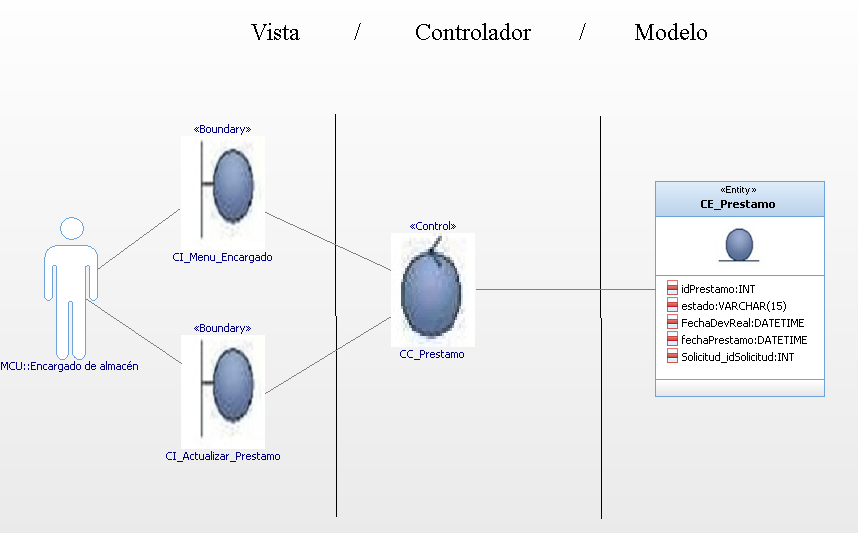 Vista / Controlador / Modelo
«Boundary»
CI_Menu_Encargado
MCU::Encargado de almacén
«Boundary»
CI_Actualizar_Prestamo
«Control»
CC_Prestamo
«Entity»
CE_Prestamo
idPrestamo:INT
estado:VARCHAR(15)
FechaDevReal:DATETIME
fechaPrestamo:DATETIME
Solicitud_idSolicitud:INT